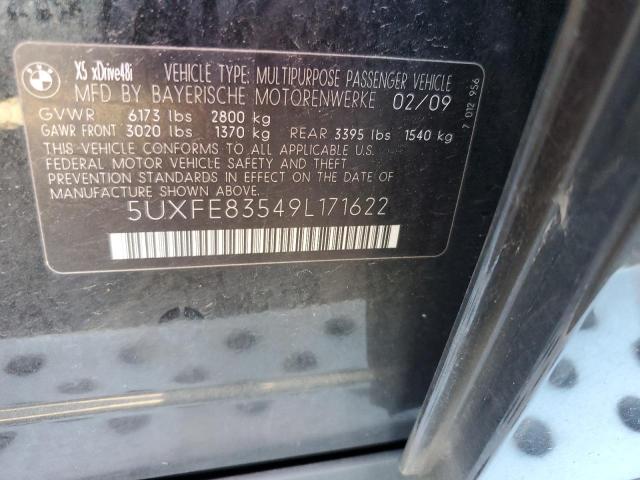 X5 xDrive48i VEHICLE TYPE: MULTIPURPOSE PASSENGER VEHICLE
MFD BY BAYERISCHE MOTORENWERKE 02/09
GVWR 6173 lbs 2800 kg
GAWR FRONT 3020 lbs 1370 kg REAR 3395 lbs 1540 kg
THIS VEHICLE CONFORMS TO ALL APPLICABLE U.S.
FEDERAL MOTOR VEHICLE SAFETY AND THEFT
PREVENTION STANDARDS IN EFFECT ON THE DATE OF
MANUFACTURE SHOWN ABOVE.
5UXFE83549L171622
7 012 956